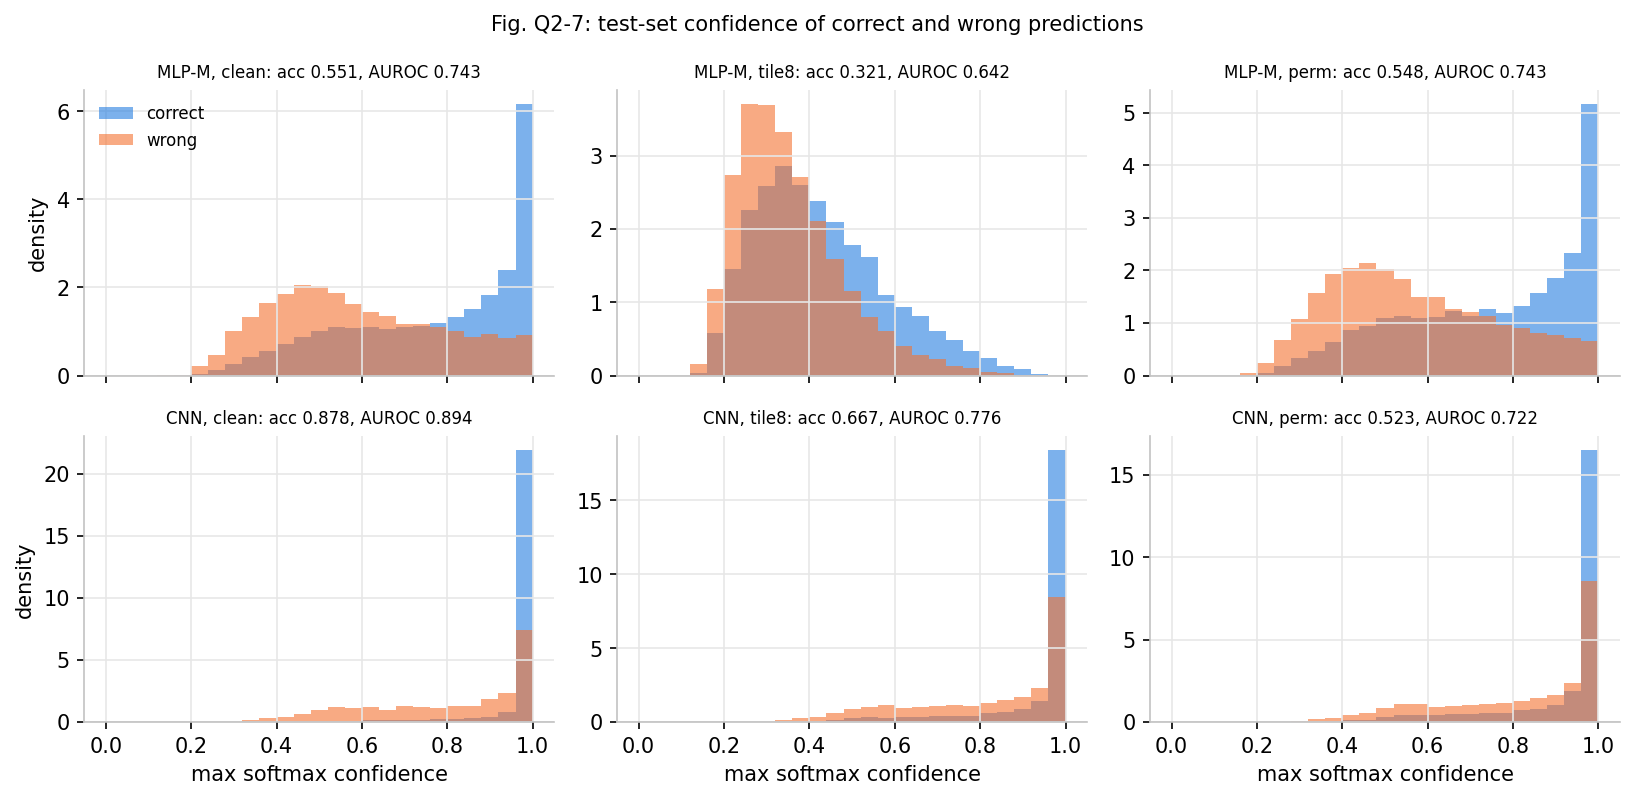 Fig. Q2-7: test-set confidence of correct and wrong predictions
MLP-M, clean: acc 0.551, AUROC 0.743
correct
wrong
density
6
4
2
0
MLP-M, tile8: acc 0.321, AUROC 0.642
3
2
1
0
MLP-M, perm: acc 0.548, AUROC 0.743
5
4
3
2
1
0
CNN, clean: acc 0.878, AUROC 0.894
density
20
15
10
5
0
0.0 0.2 0.4 0.6 0.8 1.0
max softmax confidence
CNN, tile8: acc 0.667, AUROC 0.776
15
10
5
0
0.0 0.2 0.4 0.6 0.8 1.0
max softmax confidence
CNN, perm: acc 0.523, AUROC 0.722
15
10
5
0
0.0 0.2 0.4 0.6 0.8 1.0
max softmax confidence